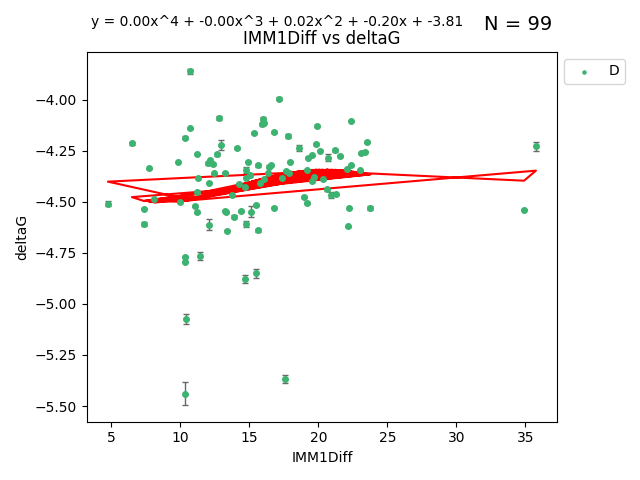 y = 0.00x^4 + -0.00x^3 + 0.02x^2 + -0.20x + -3.81
N = 99
IMM1Diff vs deltaG
D
−4.00
−4.25
−4.50
−4.75
−5.00
−5.25
−5.50
deltaG
5 10 15 20 25 30 35
IMM1Diff